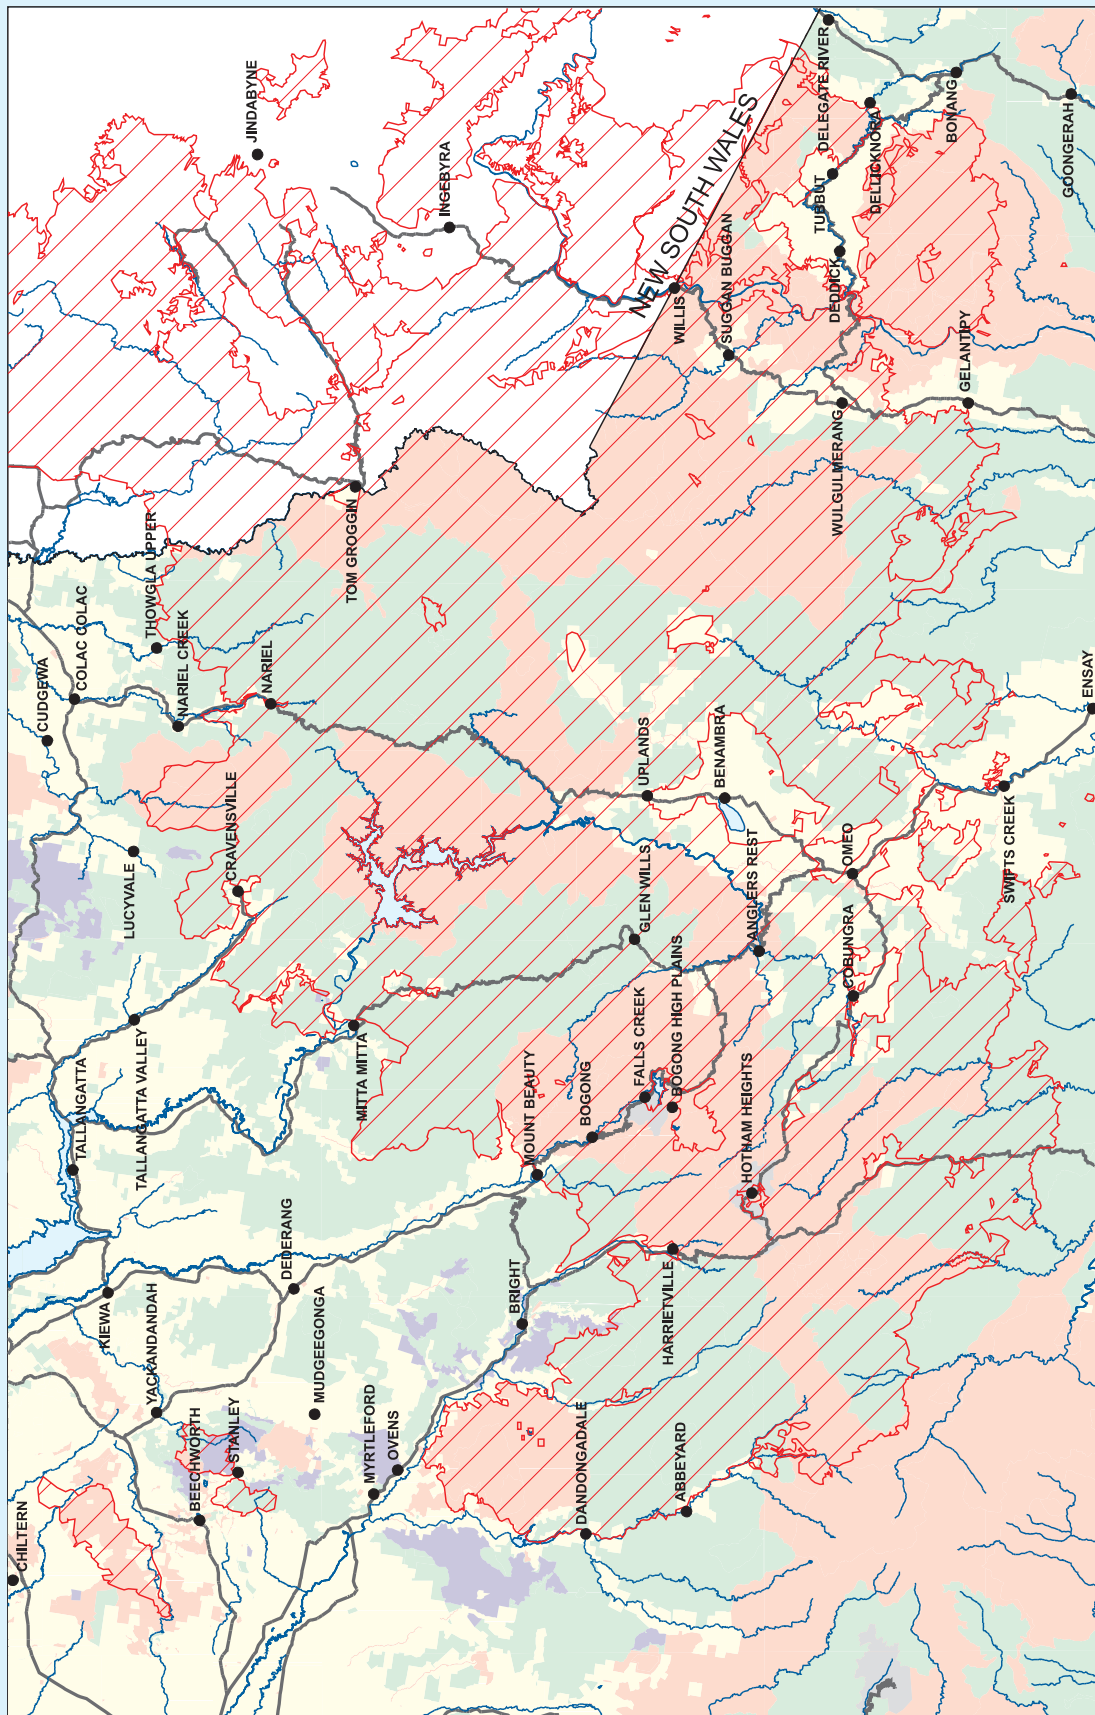 CHILTERN
BEECHWORTH
STANLEY
YACKANDANDAH
KIEWA
MUDGEEGONGA
DEDERANG
MYRTLEFORD
OVENS
BRIGHT
DANDONGADALE
ABBEYARD
HARRIETVILLE
HOTHAM HEIGHTS
MOUNT BEAUTY
BOGONG
FALLS CREEK
BOGONG HIGH PLAINS
TALLANGATTA
TALLANGATTA VALLEY
MITTA MITTA
LUCYVALE
CRAVENSVILLE
GLEN WILLS
ANGLERS REST
COBUNGRA
OMEO
UPLANDS
BENAMBRA
SWIFTS CREEK
ENSAY
CUDGEWA
COLAC COLAC
THOWGLA UPPER
NARIEL CREEK
NARIEL
TOM GROGGIN
JINDABYNE
INGEBYRA
NEW SOUTH WALES
WILLIS
SUGGAN BUGGAN
WULGULMERANG
GELANTIPY
DEDDICK
TUBBUT
DELEGATE RIVER
DELLICKNORA
BONANG
GOONGERAH